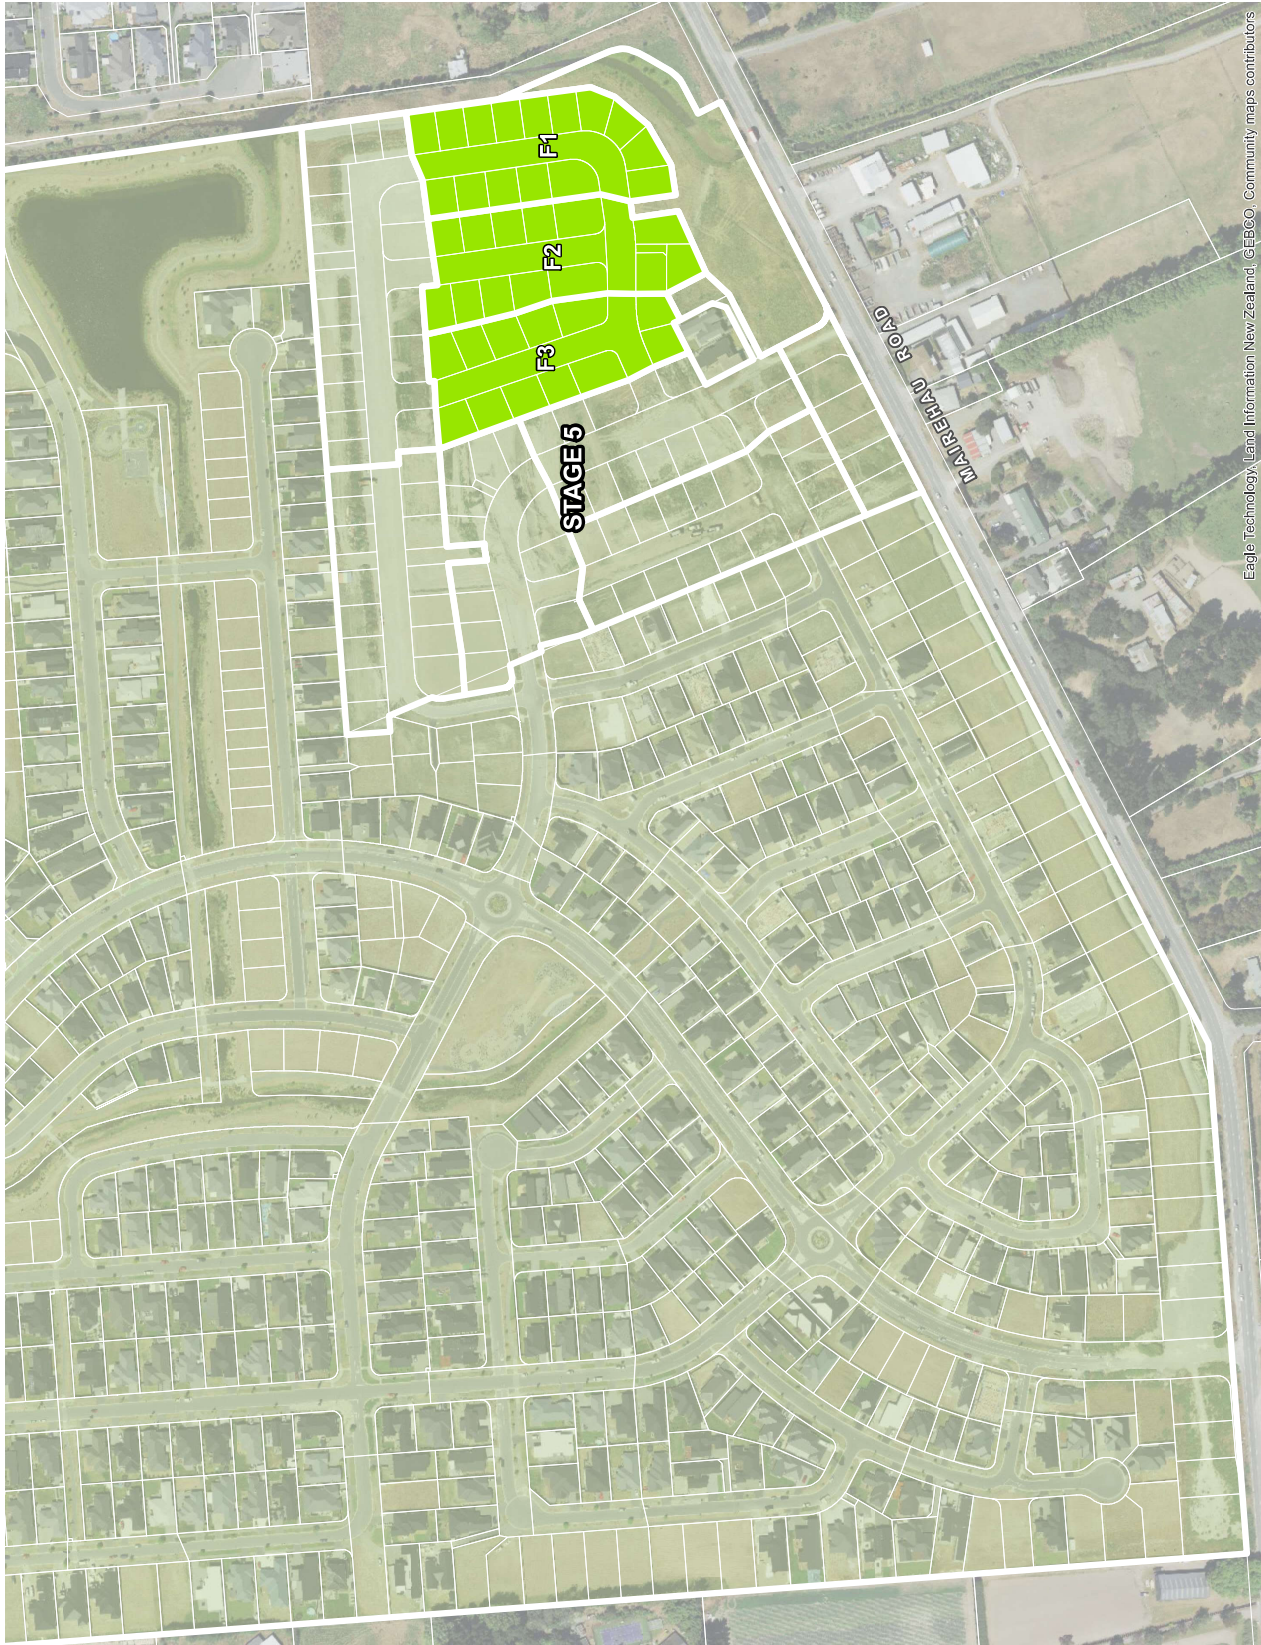 F1
F2
F3
STAGE 5
MAIREHAU ROAD
Eagle Technology, Land Information New Zealand, GEBCO, Community maps contributors